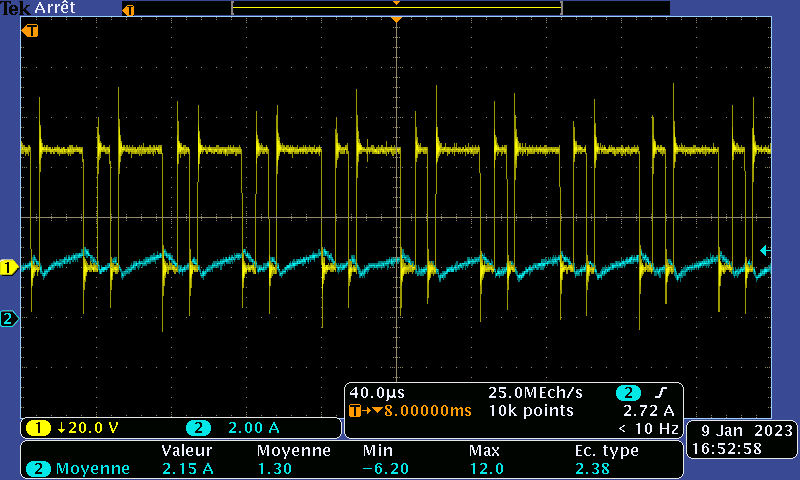 Tek Arrêt
T
T
1
2
40.0µs 25.0MEch/s 2
T→▼8.00000ms 10k points 2.72 A
< 10 Hz
1 ↓20.0 V 2 2.00 A
9 Jan 2023
16:52:58
Valeur Moyenne Min Max Ec. type
2 Moyenne 2.15 A 1.30 −6.20 12.0 2.38